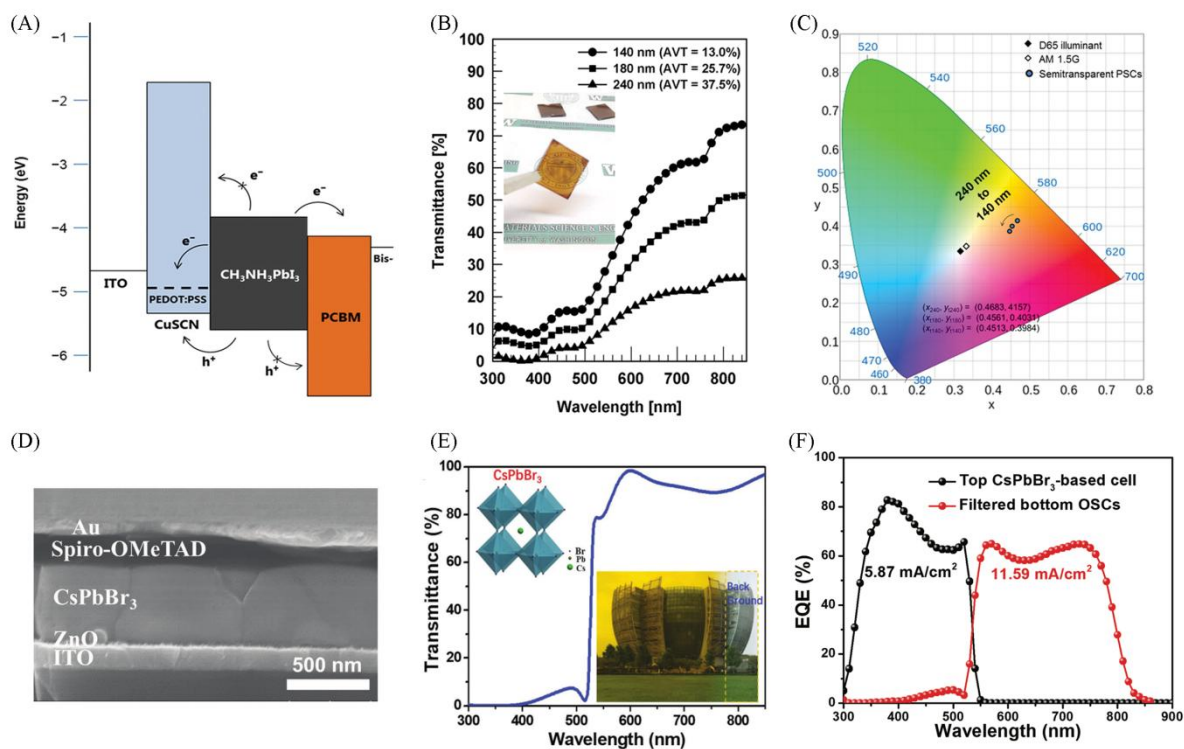 (A)
−1
−2
−3
−4
−5
−6
Energy (eV)
ITO
PEDOT:PSS
CuSCN
CH₃NH₃PbI₃
PCBM
Bis-
e⁻
e⁻
e⁻
h⁺
h⁺
(B)
100
90
80
70
60
50
40
30
20
10
0
Transmittance [%]
140 nm (AVT = 13.0%)
180 nm (AVT = 25.7%)
240 nm (AVT = 37.5%)
300 400 500 600 700 800
Wavelength [nm]
(C)
0.9
0.8
0.7
0.6
0.5
0.4
0.3
0.2
0.1
0.0
y
D65 illuminant
AM 1.5G
Semitransparent PSCs
520
540
560
580
600
620
700
500
490
480
470
460
380
240 nm
to
140 nm
(x₂₄₀, y₂₄₀) = (0.4683, 4157)
(x₁₈₀, y₁₈₀) = (0.4561, 0.4031)
(x₁₄₀, y₁₄₀) = (0.4513, 0.3984)
0.0 0.1 0.2 0.3 0.4 0.5 0.6 0.7 0.8
x
(D)
Au
Spiro-OMeTAD
CsPbBr₃
ZnO
ITO
500 nm
(E)
100
80
60
40
20
0
Transmittance (%)
CsPbBr₃
Br
Pb
Cs
Back
Ground
400 500 600 700 800
Wavelength (nm)
(F)
100
80
60
40
20
0
EQE (%)
Top CsPbBr₃-based cell
Filtered bottom OSCs
5.87 mA/cm²
11.59 mA/cm²
300 400 500 600 700 800 900
Wavelength (nm)